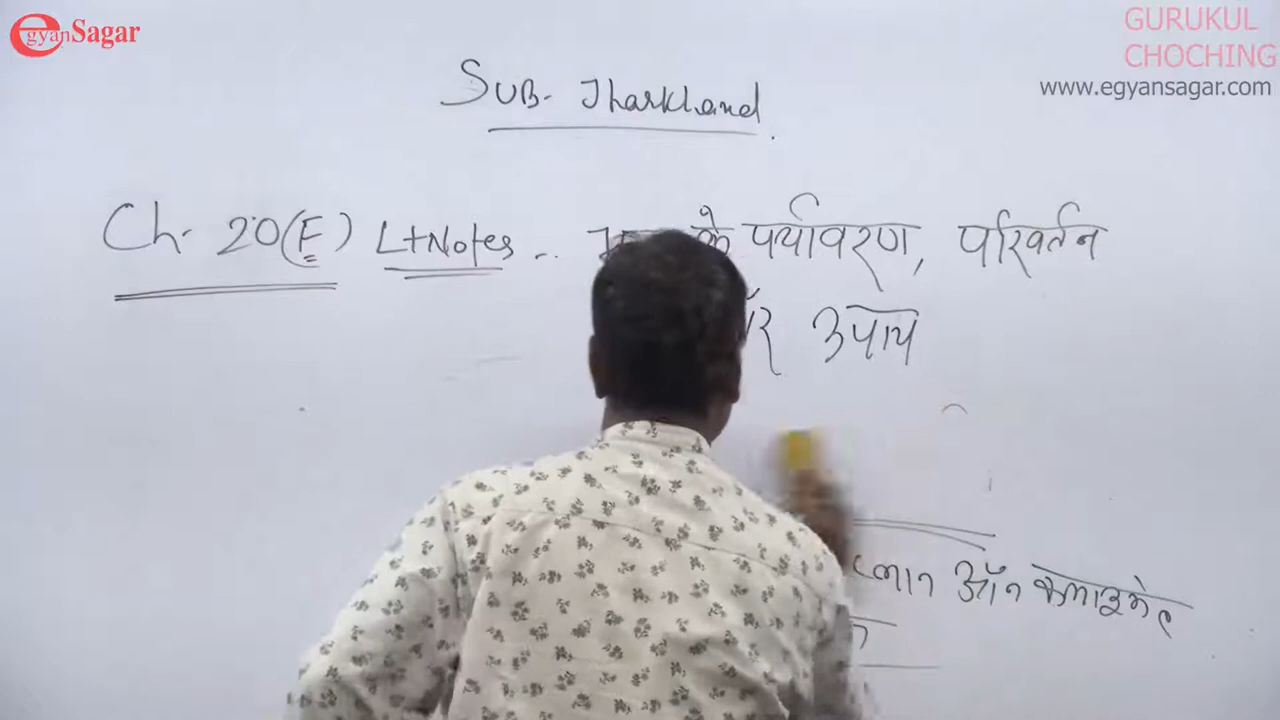 egyanSagar
GURUKUL
CHOCHING
www.egyansagar.com
SUB- Jharkhand.
Ch- 20(E) L+Notes .. के पर्यावरण, परिवर्तन
उपाय
प्लान ऑन क्लाइमेट